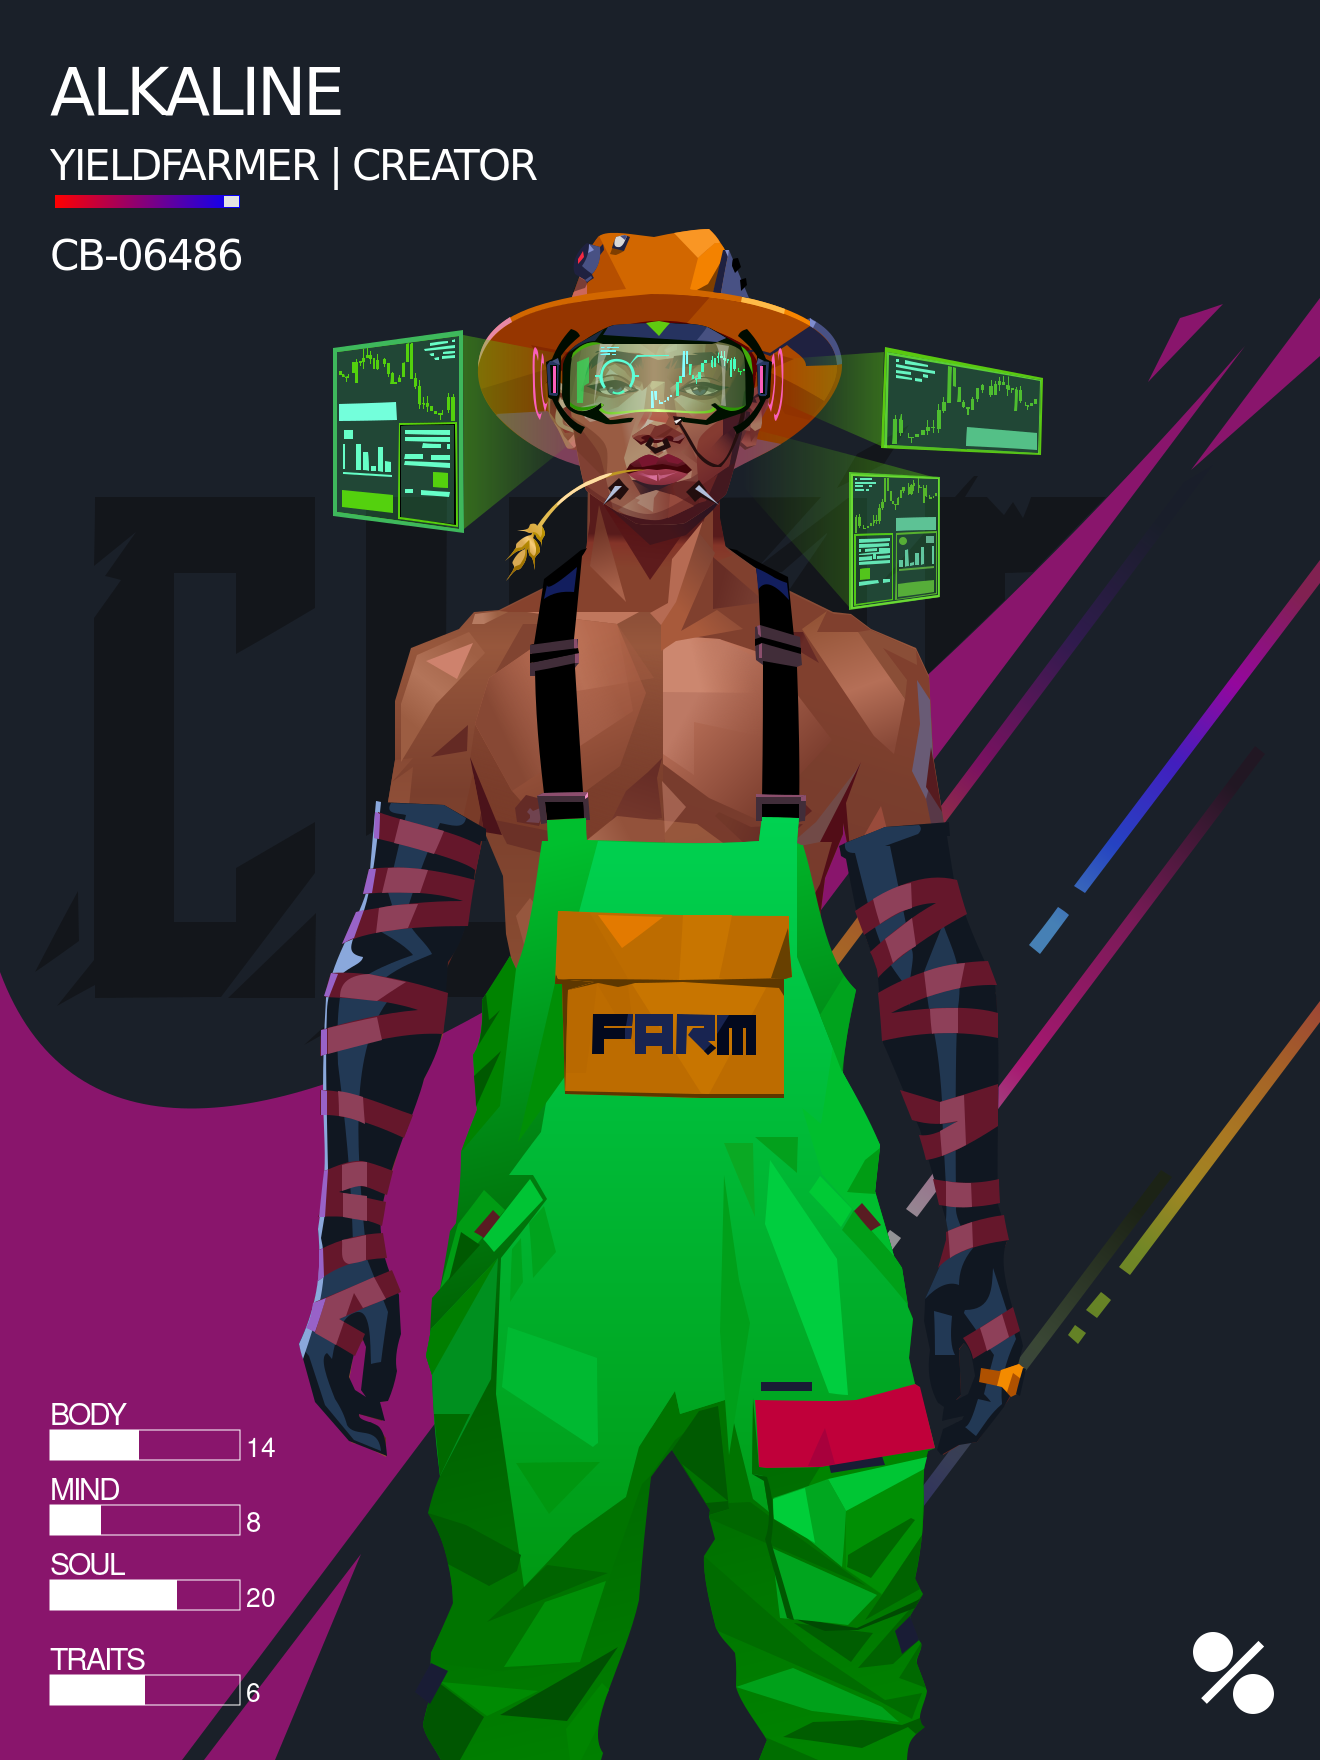 ALKALINE
YIELDFARMER | CREATOR
CB-06486
FARM
BODY
14
MIND
8
SOUL
20
TRAITS
6